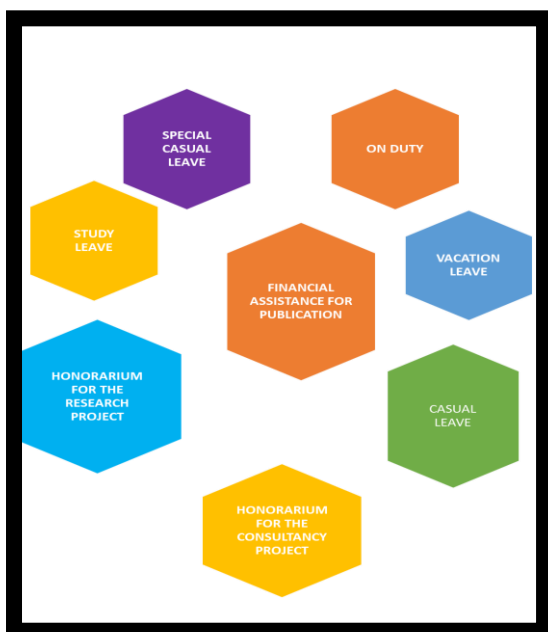 SPECIAL
CASUAL
LEAVE
ON DUTY
STUDY
LEAVE
VACATION
LEAVE
FINANCIAL
ASSISTANCE FOR
PUBLICATION
HONORARIUM
FOR THE
RESEARCH
PROJECT
CASUAL
LEAVE
HONORARIUM
FOR THE
CONSULTANCY
PROJECT